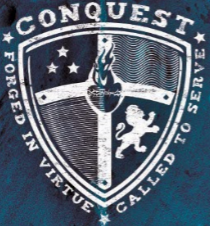 CONQUEST
FORGED IN VIRTUE
CALLED TO SERVE